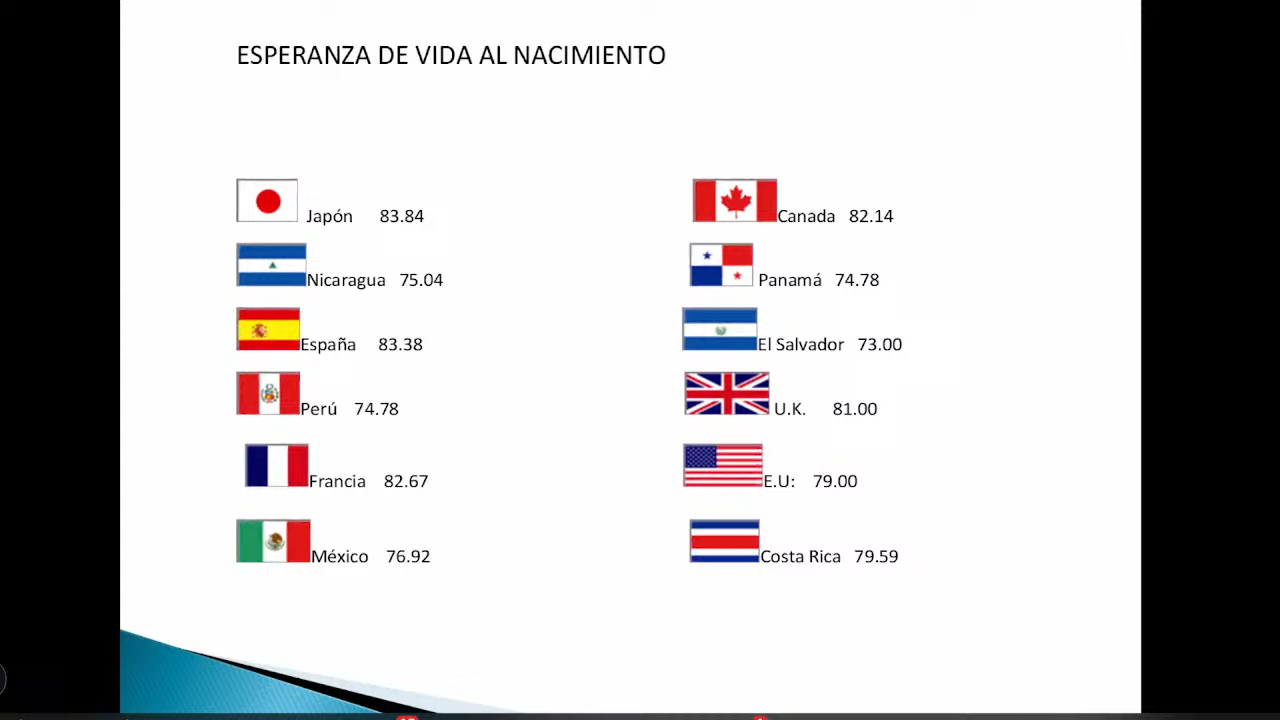 ESPERANZA DE VIDA AL NACIMIENTO
Japón 83.84
Canada 82.14
Nicaragua 75.04
Panamá 74.78
España 83.38
El Salvador 73.00
Perú 74.78
U.K. 81.00
Francia 82.67
E.U: 79.00
México 76.92
Costa Rica 79.59